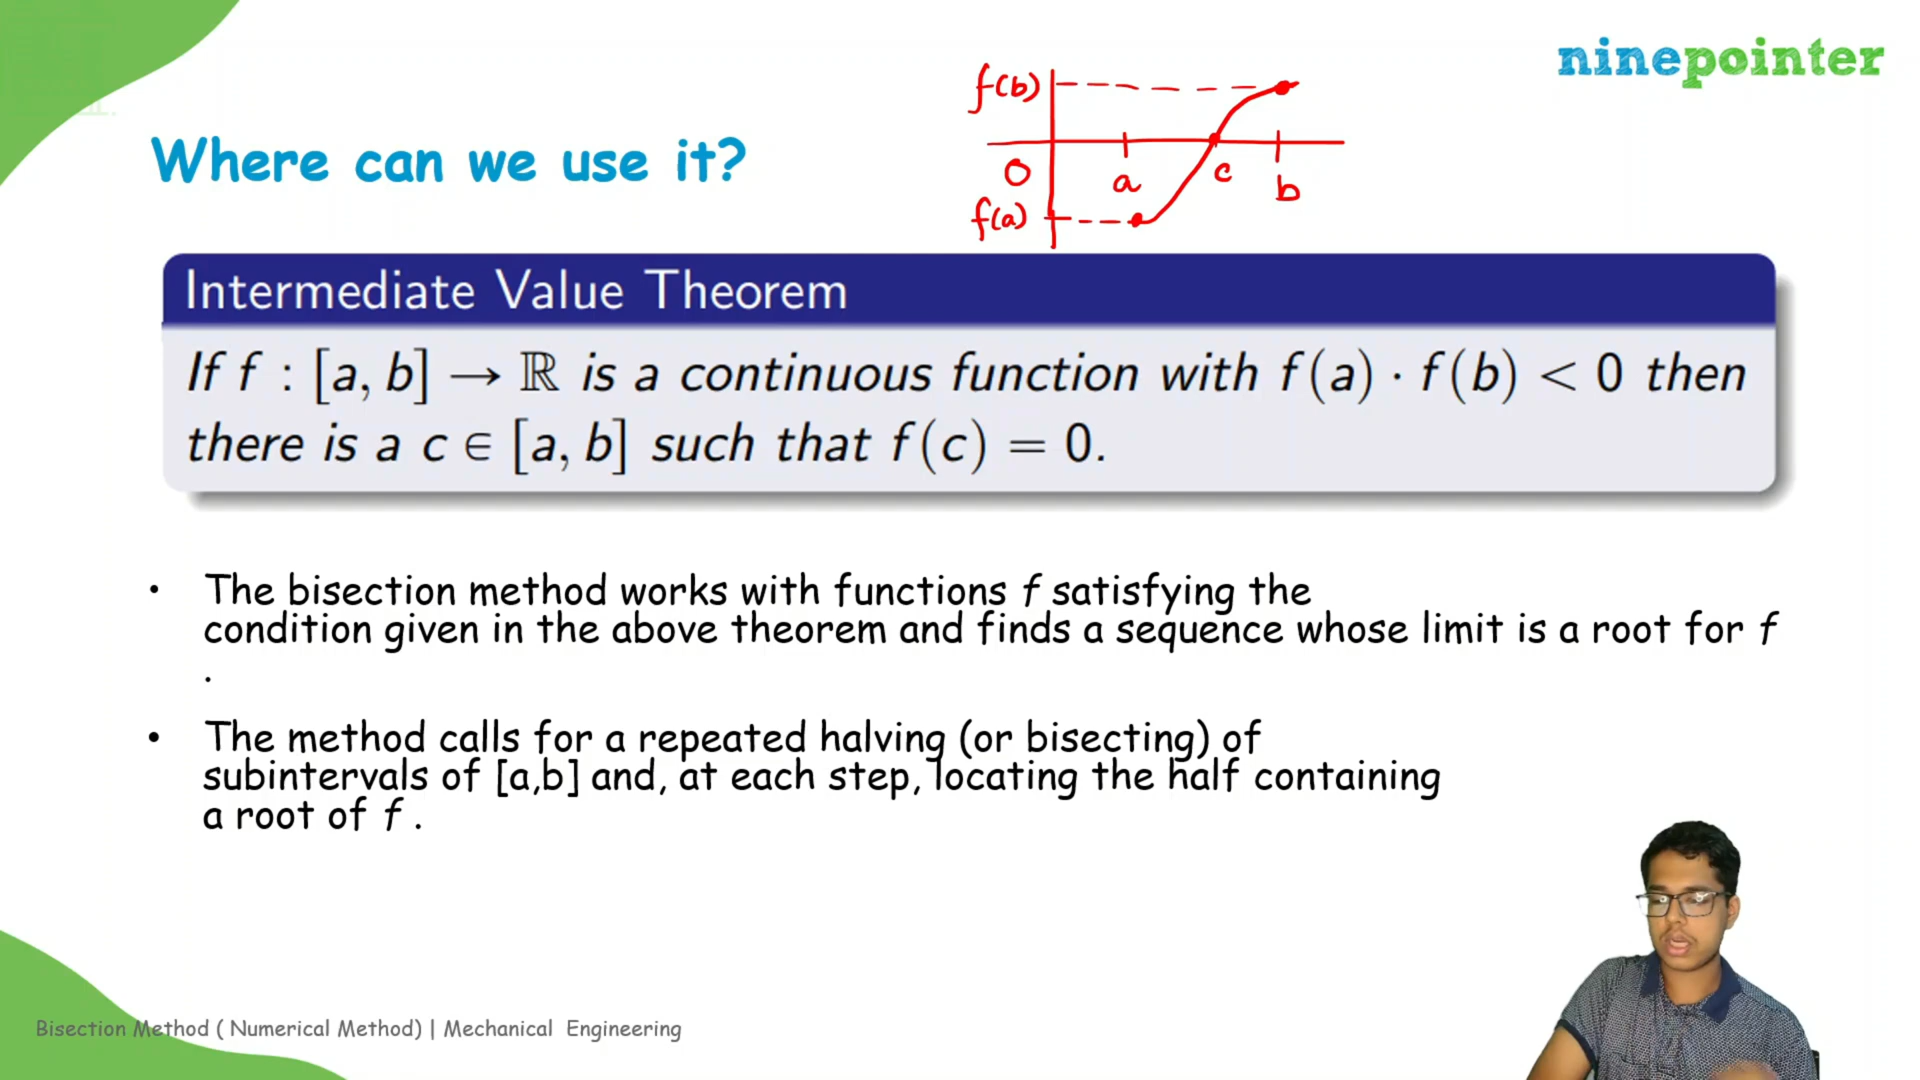 ninepointer
Where can we use it?
f(b)
O
a
c
b
f(a)
Intermediate Value Theorem
If f : [a, b] → ℝ is a continuous function with f(a) · f(b) < 0 then
there is a c ∈ [a, b] such that f(c) = 0.
• The bisection method works with functions f satisfying the
condition given in the above theorem and finds a sequence whose limit is a root for f
.
• The method calls for a repeated halving (or bisecting) of
subintervals of [a,b] and, at each step, locating the half containing
a root of f .
Bisection Method ( Numerical Method) | Mechanical Engineering